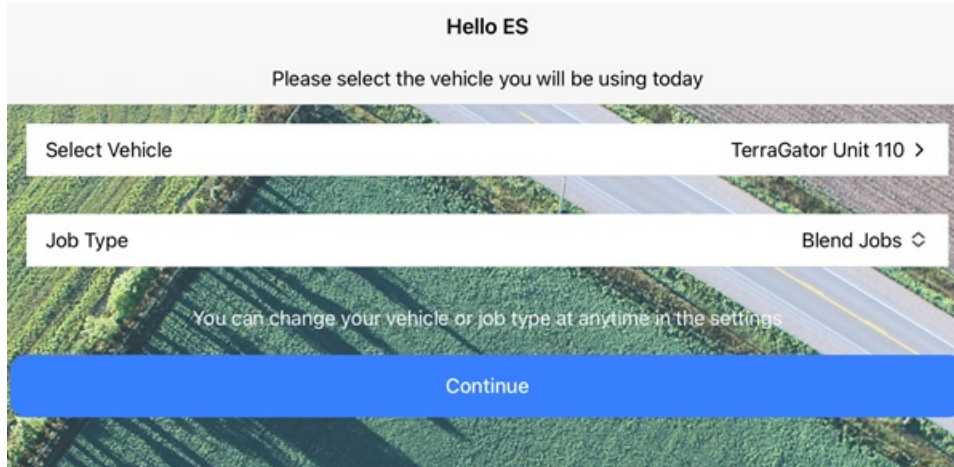 Hello ES
Please select the vehicle you will be using today
Select Vehicle TerraGator Unit 110 >
Job Type Blend Jobs
You can change your vehicle or job type at anytime in the settings
Continue